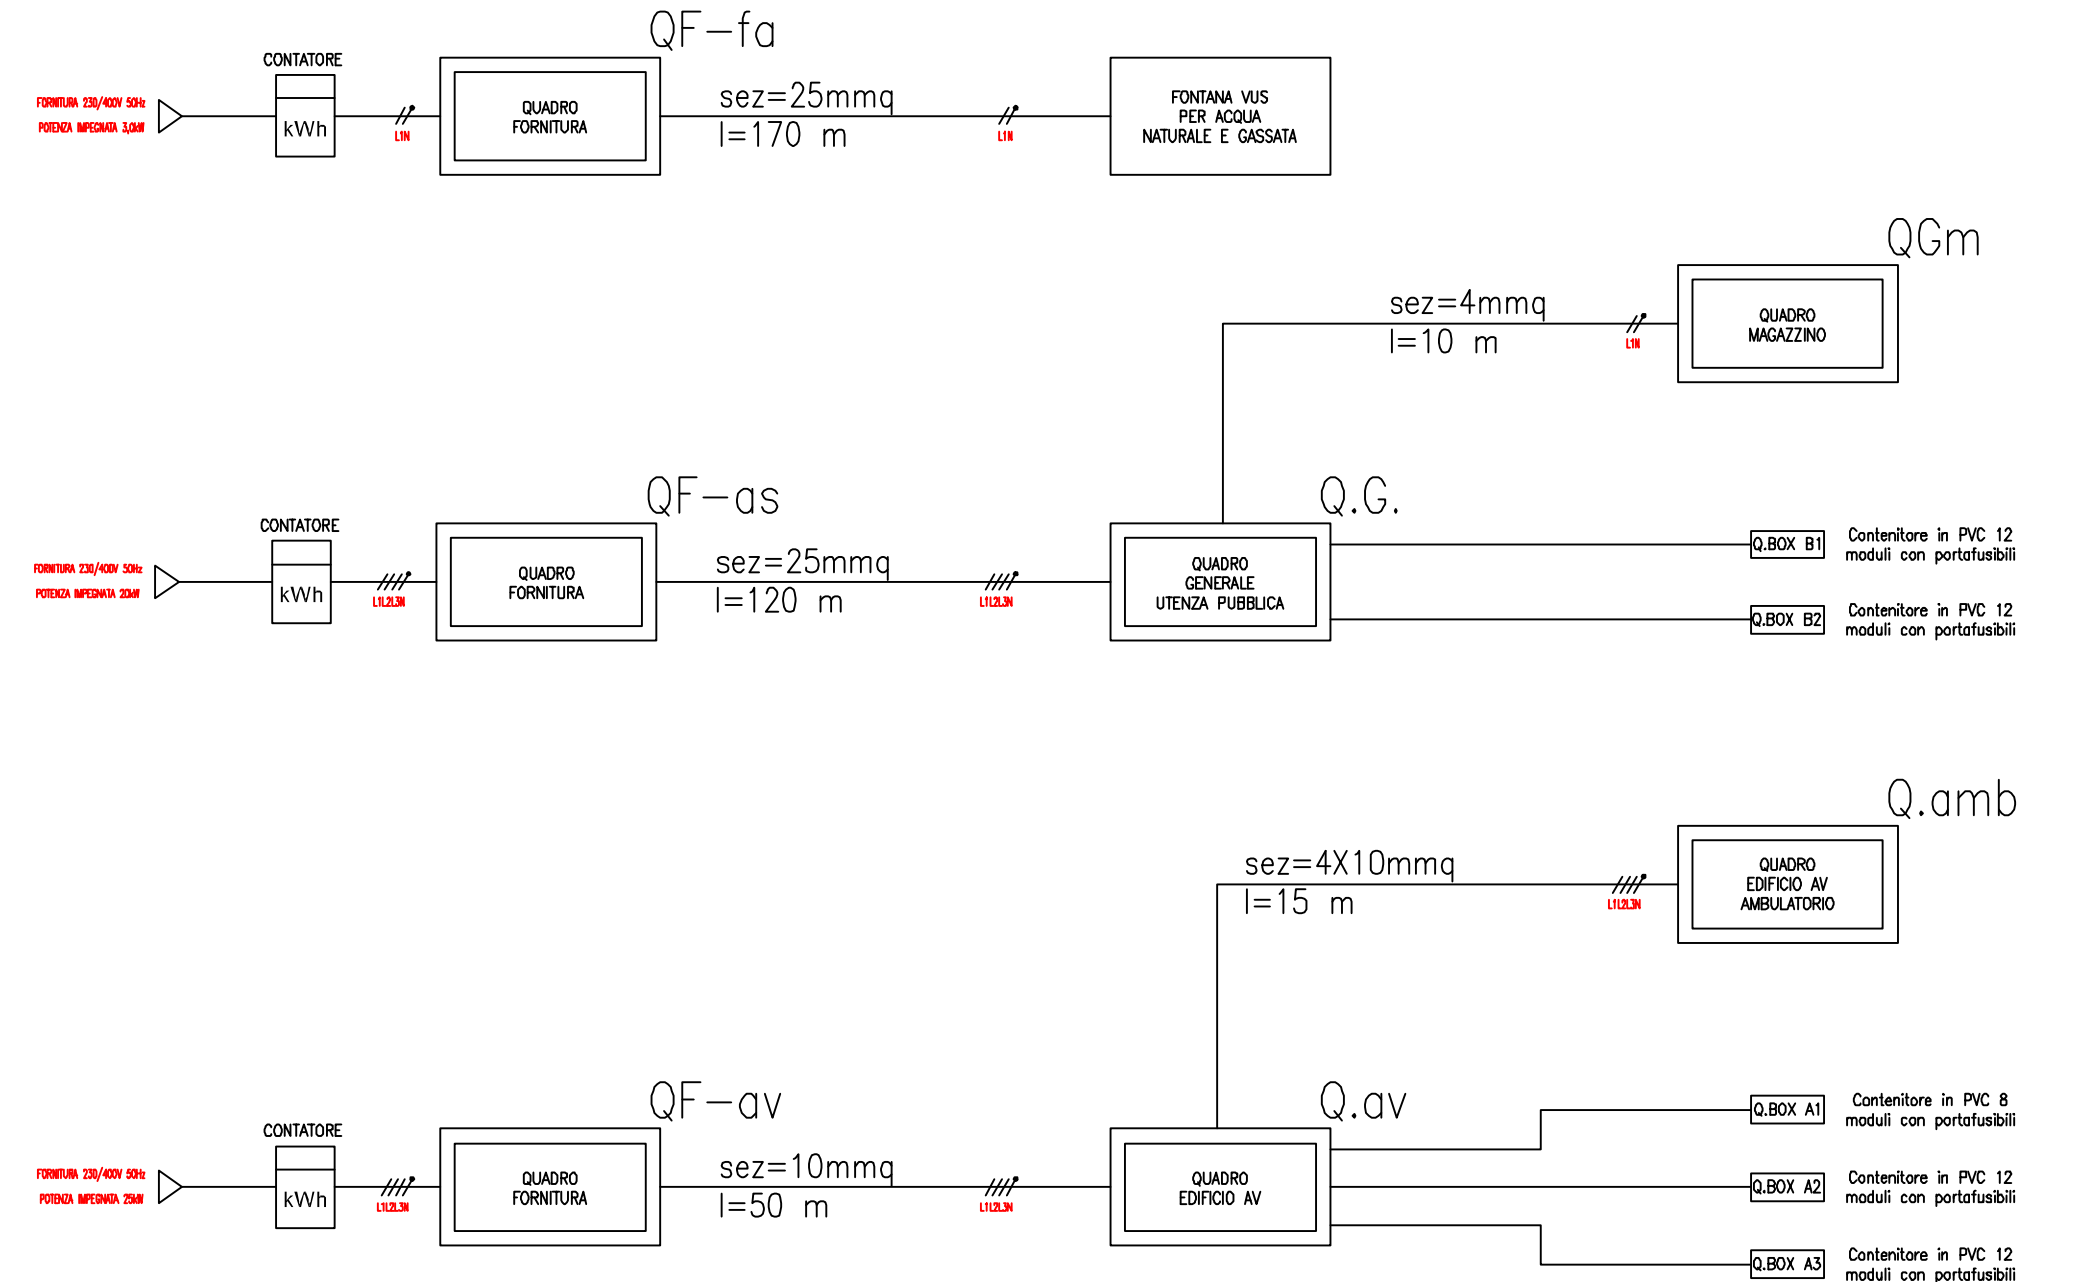 QF-fa
CONTATORE
FORNITURA 230/400V 50Hz
POTENZA IMPEGNATA 3,0kW
kWh
L1N
QUADRO
FORNITURA
sez=25mmq
l=170 m
L1N
FONTANA VUS
PER ACQUA
NATURALE E GASSATA
QGm
sez=4mmq
l=10 m
L1N
QUADRO
MAGAZZINO
QF-as
Q.G.
CONTATORE
FORNITURA 230/400V 50Hz
POTENZA IMPEGNATA 20kW
kWh
L1L2L3N
QUADRO
FORNITURA
sez=25mmq
l=120 m
L1L2L3N
QUADRO
GENERALE
UTENZA PUBBLICA
Q.BOX B1
Contenitore in PVC 12
moduli con portafusibili
Q.BOX B2
Contenitore in PVC 12
moduli con portafusibili
Q.amb
sez=4X10mmq
l=15 m
L1L2L3N
QUADRO
EDIFICIO AV
AMBULATORIO
QF-av
Q.av
CONTATORE
FORNITURA 230/400V 50Hz
POTENZA IMPEGNATA 25kW
kWh
L1L2L3N
QUADRO
FORNITURA
sez=10mmq
l=50 m
L1L2L3N
QUADRO
EDIFICIO AV
Q.BOX A1
Contenitore in PVC 8
moduli con portafusibili
Q.BOX A2
Contenitore in PVC 12
moduli con portafusibili
Q.BOX A3
Contenitore in PVC 12
moduli con portafusibili